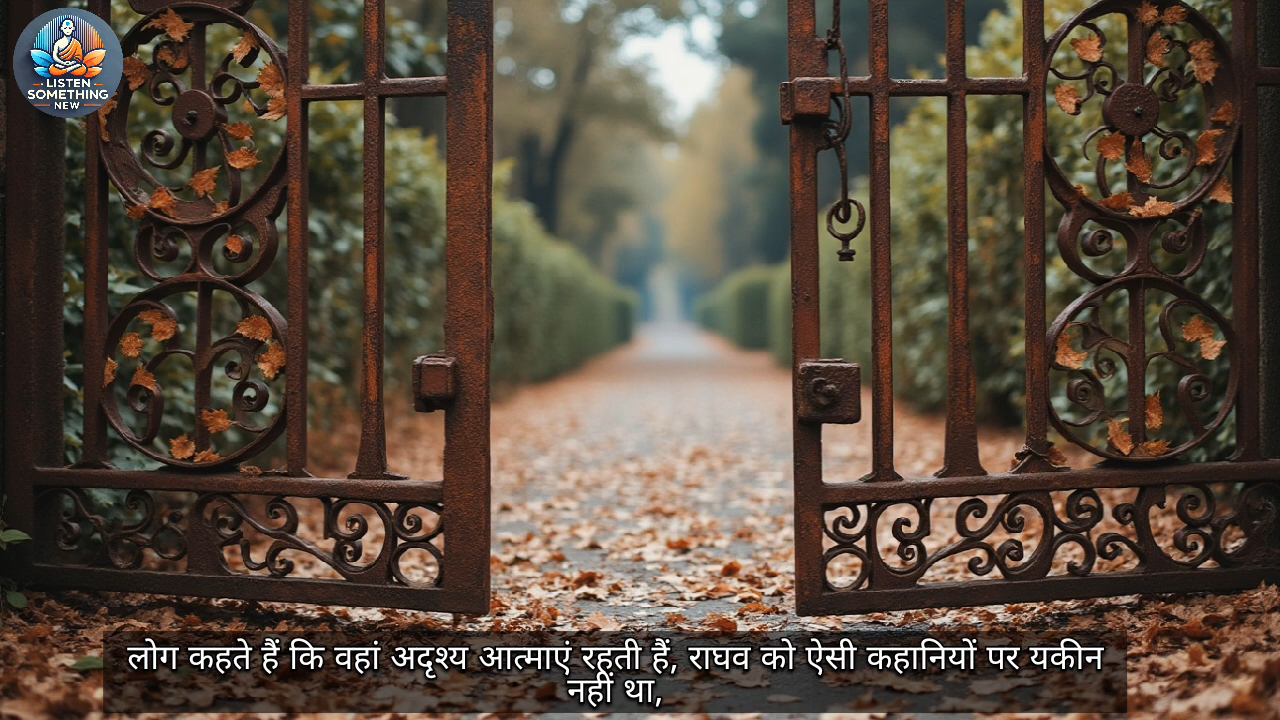 LISTEN
SOMETHING
NEW
लोग कहते हैं कि वहां अदृश्य आत्माएं रहती हैं, राघव को ऐसी कहानियों पर यकीन
नहीं था,